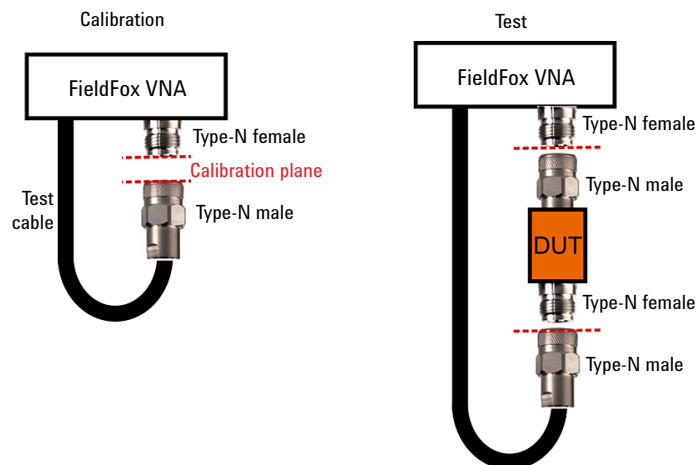 Calibration
FieldFox VNA
Type-N female
Calibration plane
Test
cable
Type-N male
Test
FieldFox VNA
Type-N female
Type-N male
DUT
Type-N female
Type-N male